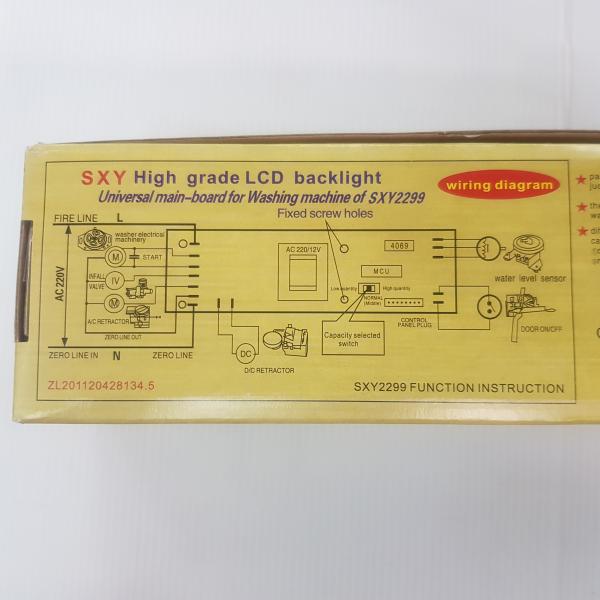 SXY High grade LCD backlight
Universal main-board for Washing machine of SXY2299
wiring diagram
Fixed screw holes
FIRE LINE L
washer electrical
machinery
M
START
AC 220V
INFALL
VALVE
IV
M
A/C RETRACTOR
ZERO LINE OUT
ZERO LINE IN N
ZERO LINE
AC 220/12V
4069
MCU
Low quantity
High quantity
NORMAL
(Middle)
CONTROL
PANEL PLUG
Capacity selected
switch
DC
D/C RETRACTOR
water level sensor
DOOR ON/OFF
ZL201120428134.5
SXY2299 FUNCTION INSTRUCTION